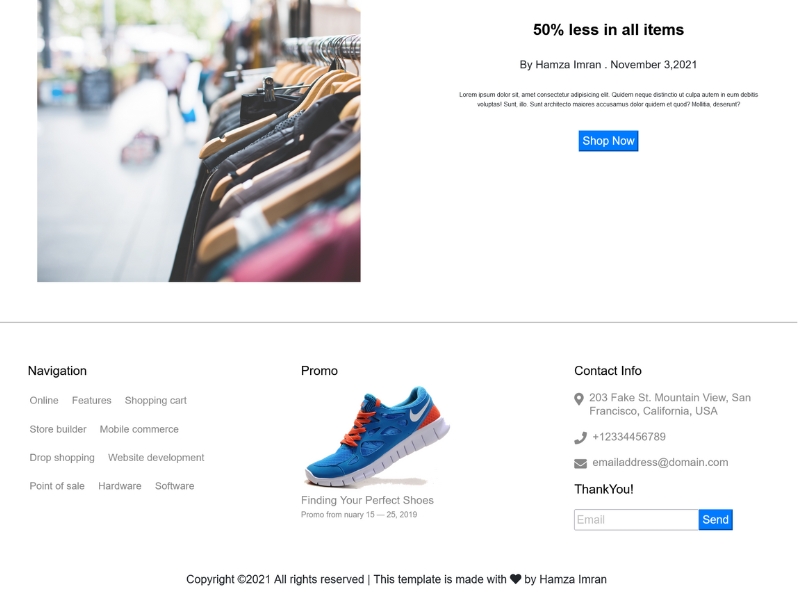 50% less in all items
By Hamza Imran . November 3,2021
Lorem ipsum dolor sit, amet consectetur adipisicing elit. Quidem neque distinctio ut culpa autem in eum debitis
voluptas! Sunt, illo. Sunt architecto maiores accusamus dolor quidem et quod? Mollitia, deserunt?
Shop Now
Navigation
Online Features Shopping cart
Store builder Mobile commerce
Drop shopping Website development
Point of sale Hardware Software
Promo
Finding Your Perfect Shoes
Promo from nuary 15 — 25, 2019
Contact Info
203 Fake St. Mountain View, San
Francisco, California, USA
+12334456789
emailaddress@domain.com
ThankYou!
Email Send
Copyright ©2021 All rights reserved | This template is made with ♥ by Hamza Imran